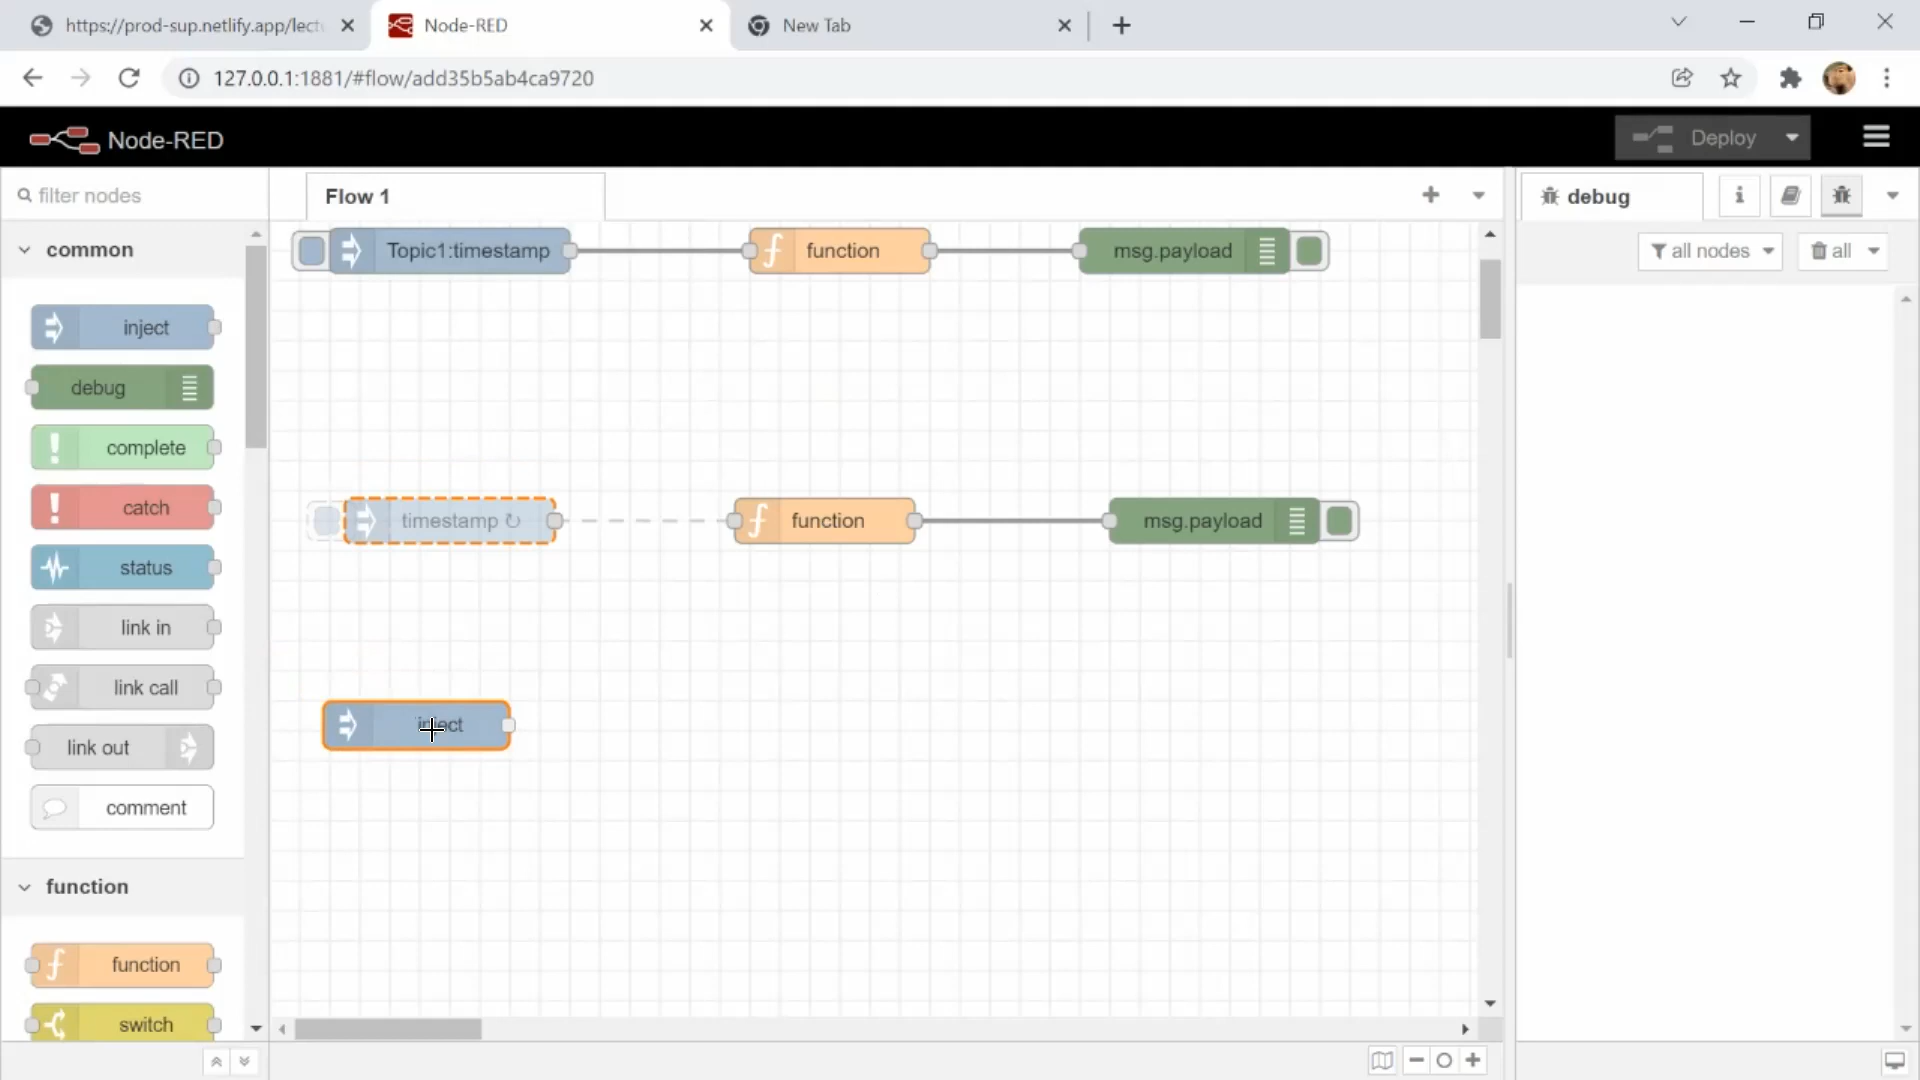 https://prod-sup.netlify.app/lect
Node-RED
New Tab
127.0.0.1:1881/#flow/add35b5ab4ca9720
Node-RED
Deploy
filter nodes
Flow 1
debug
common
all nodes
all
Topic1:timestamp
function
msg.payload
inject
debug
complete
catch
timestamp ↻
function
msg.payload
status
link in
link call
inject
link out
comment
function
function
switch